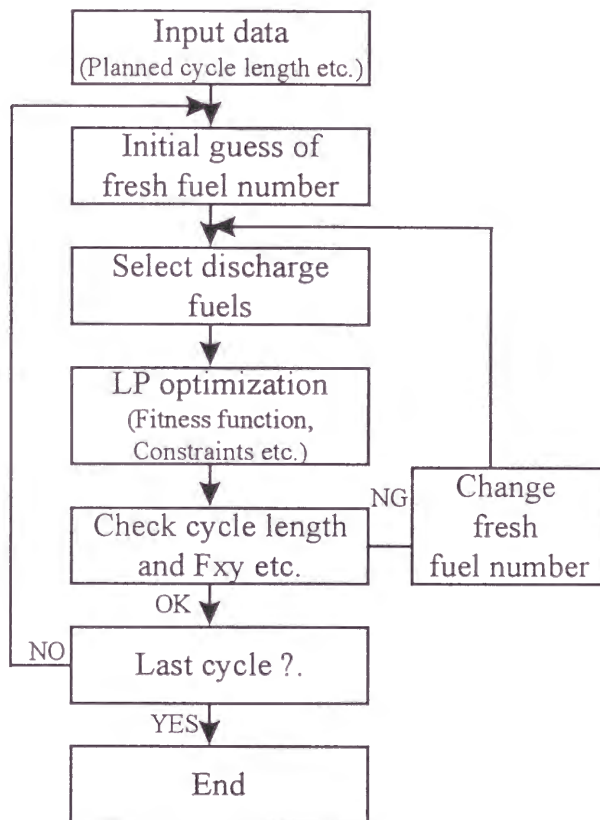 Input data
(Planned cycle length etc.)
Initial guess of
fresh fuel number
Select discharge
fuels
LP optimization
(Fitness function,
Constraints etc.)
Check cycle length
and Fxy etc.
NG
Change
fresh
fuel number
OK
Last cycle ?.
NO
YES
End